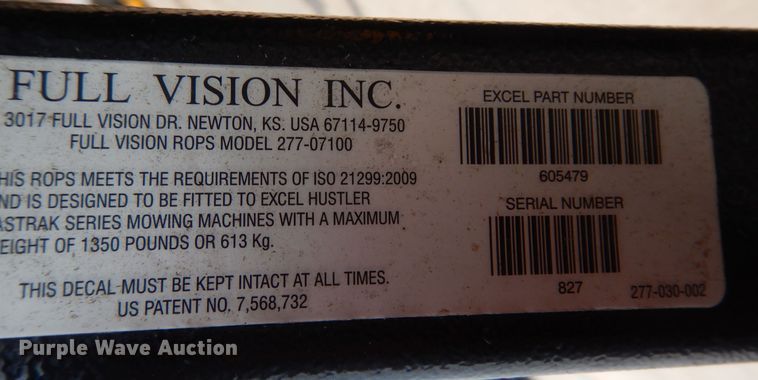 FULL VISION INC.
3017 FULL VISION DR. NEWTON, KS. USA 67114-9750
FULL VISION ROPS MODEL 277-07100
HIS ROPS MEETS THE REQUIREMENTS OF ISO 21299:2009
ND IS DESIGNED TO BE FITTED TO EXCEL HUSTLER
ASTRAK SERIES MOWING MACHINES WITH A MAXIMUM
EIGHT OF 1350 POUNDS OR 613 Kg.
THIS DECAL MUST BE KEPT INTACT AT ALL TIMES.
US PATENT NO. 7,568,732
EXCEL PART NUMBER
605479
SERIAL NUMBER
827
277-030-002
Purple Wave Auction